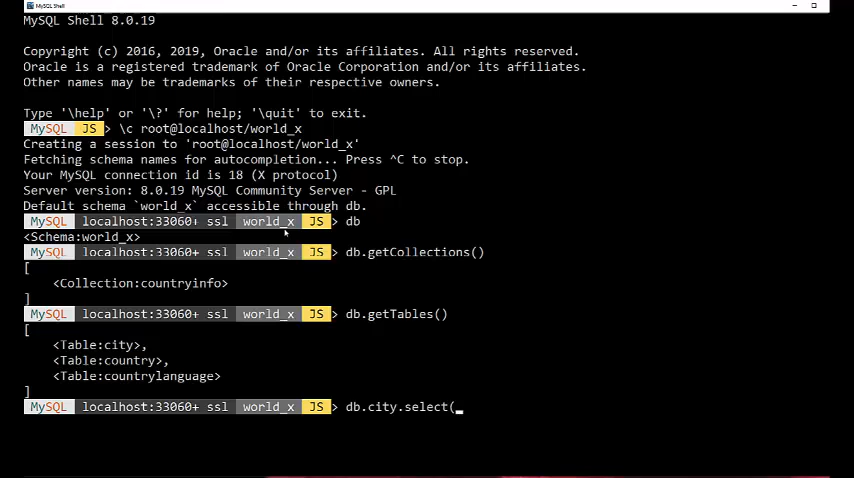 MySQL Shell
MySQL Shell 8.0.19
Copyright (c) 2016, 2019, Oracle and/or its affiliates. All rights reserved.
Oracle is a registered trademark of Oracle Corporation and/or its affiliates.
Other names may be trademarks of their respective owners.
Type '\help' or '\?' for help; '\quit' to exit.
MySQL JS > \c root@localhost/world_x
Creating a session to 'root@localhost/world_x'
Fetching schema names for autocompletion... Press ^C to stop.
Your MySQL connection id is 18 (X protocol)
Server version: 8.0.19 MySQL Community Server - GPL
Default schema `world_x` accessible through db.
MySQL localhost:33060+ ssl world_x JS > db
<Schema:world_x>
MySQL localhost:33060+ ssl world_x JS > db.getCollections()
[
<Collection:countryinfo>
]
MySQL localhost:33060+ ssl world_x JS > db.getTables()
[
<Table:city>,
<Table:country>,
<Table:countrylanguage>
]
MySQL localhost:33060+ ssl world_x JS > db.city.select(